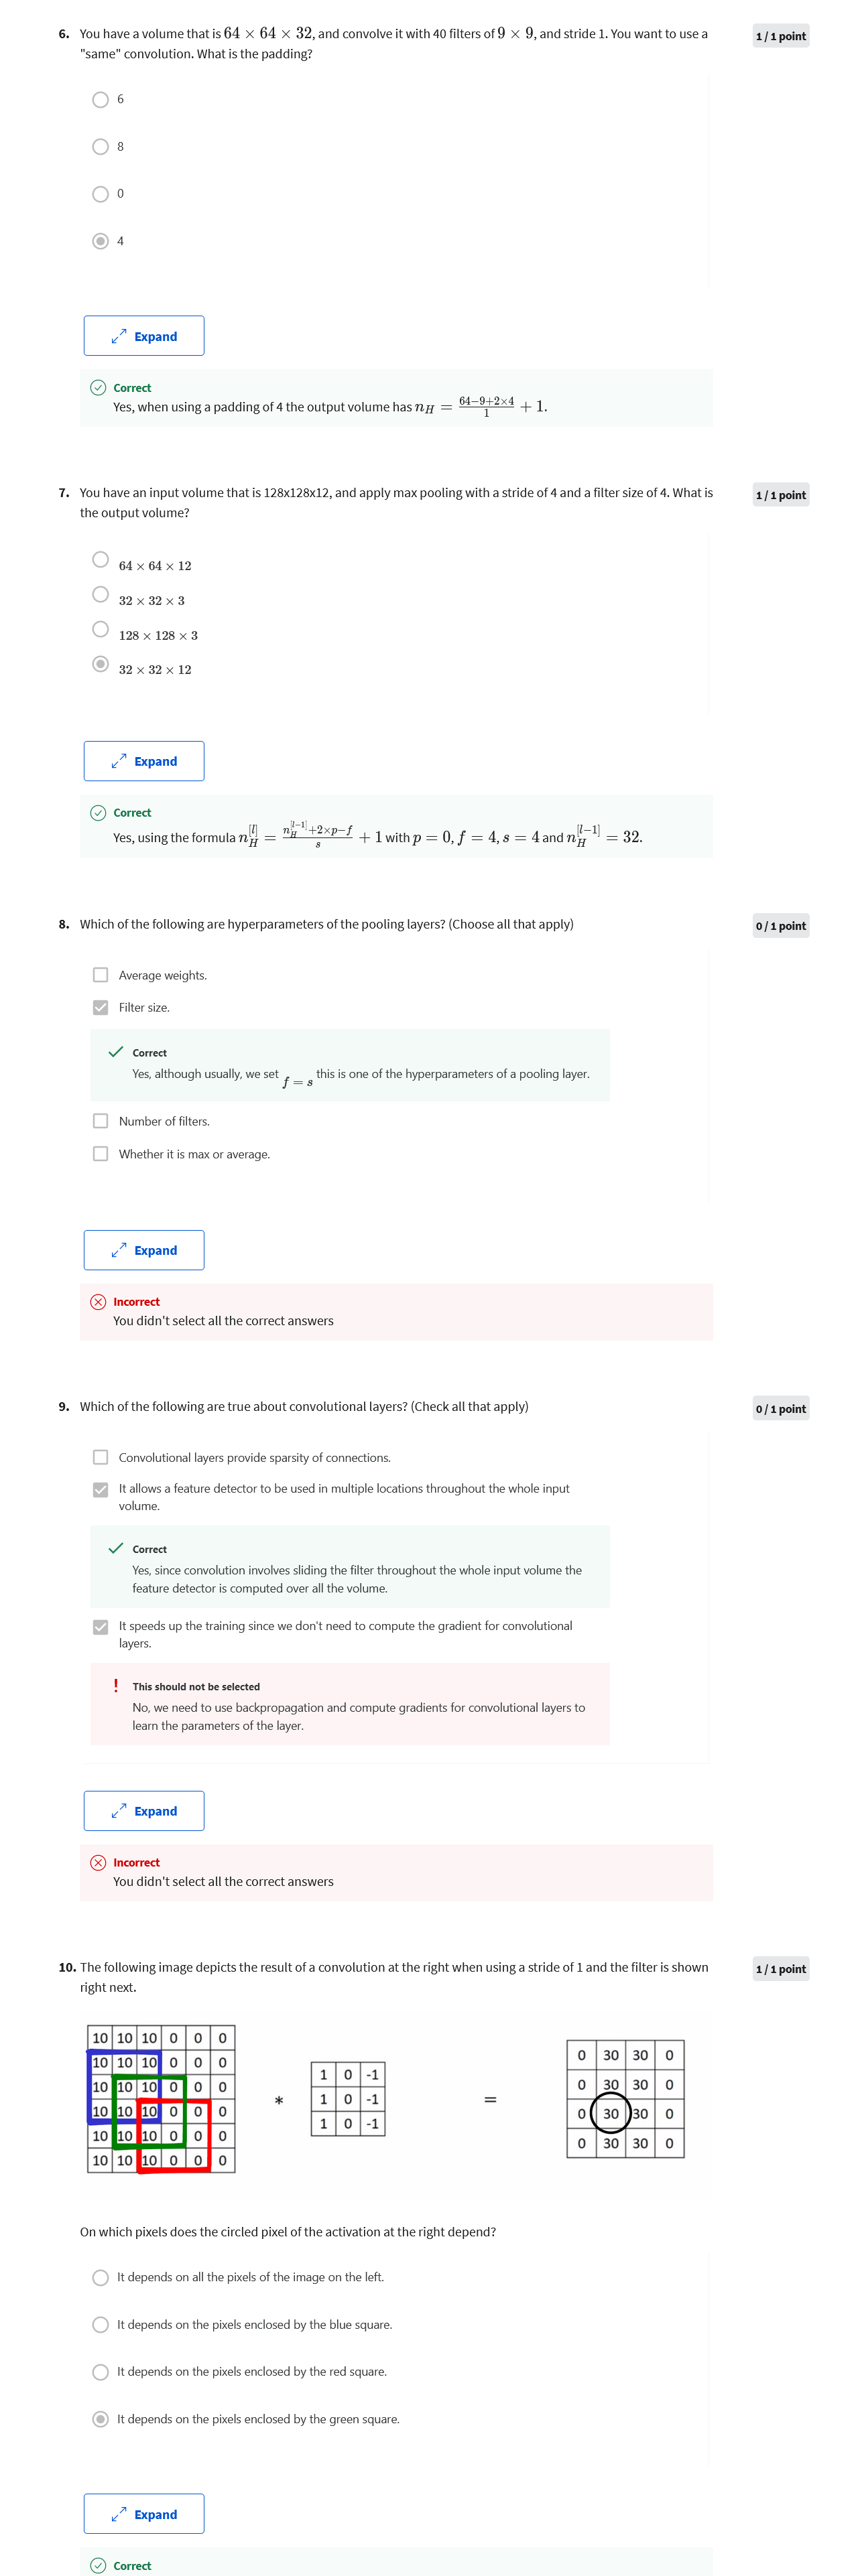 6. You have a volume that is 64 × 64 × 32, and convolve it with 40 filters of 9 × 9, and stride 1. You want to use a
"same" convolution. What is the padding?
1 / 1 point
6
8
0
4
Expand
Correct
Yes, when using a padding of 4 the output volume has n_H = (64−9+2×4)/1 + 1.
7. You have an input volume that is 128x128x12, and apply max pooling with a stride of 4 and a filter size of 4. What is
the output volume?
1 / 1 point
64 × 64 × 12
32 × 32 × 3
128 × 128 × 3
32 × 32 × 12
Expand
Correct
Yes, using the formula n_H^[l] = (n_H^[l−1]+2×p−f)/s + 1 with p = 0, f = 4, s = 4 and n_H^[l−1] = 32.
8. Which of the following are hyperparameters of the pooling layers? (Choose all that apply)
0 / 1 point
Average weights.
Filter size.
Correct
Yes, although usually, we set f = s this is one of the hyperparameters of a pooling layer.
Number of filters.
Whether it is max or average.
Expand
Incorrect
You didn't select all the correct answers
9. Which of the following are true about convolutional layers? (Check all that apply)
0 / 1 point
Convolutional layers provide sparsity of connections.
It allows a feature detector to be used in multiple locations throughout the whole input
volume.
Correct
Yes, since convolution involves sliding the filter throughout the whole input volume the
feature detector is computed over all the volume.
It speeds up the training since we don't need to compute the gradient for convolutional
layers.
! This should not be selected
No, we need to use backpropagation and compute gradients for convolutional layers to
learn the parameters of the layer.
Expand
Incorrect
You didn't select all the correct answers
10. The following image depicts the result of a convolution at the right when using a stride of 1 and the filter is shown
right next.
1 / 1 point
10 10 10 0 0 0
10 10 10 0 0 0
10 10 10 0 0 0
10 10 10 0 0 0
10 10 10 0 0 0
10 10 10 0 0 0
*
1 0 -1
1 0 -1
1 0 -1
=
0 30 30 0
0 30 30 0
0 30 30 0
0 30 30 0
On which pixels does the circled pixel of the activation at the right depend?
It depends on all the pixels of the image on the left.
It depends on the pixels enclosed by the blue square.
It depends on the pixels enclosed by the red square.
It depends on the pixels enclosed by the green square.
Expand
Correct